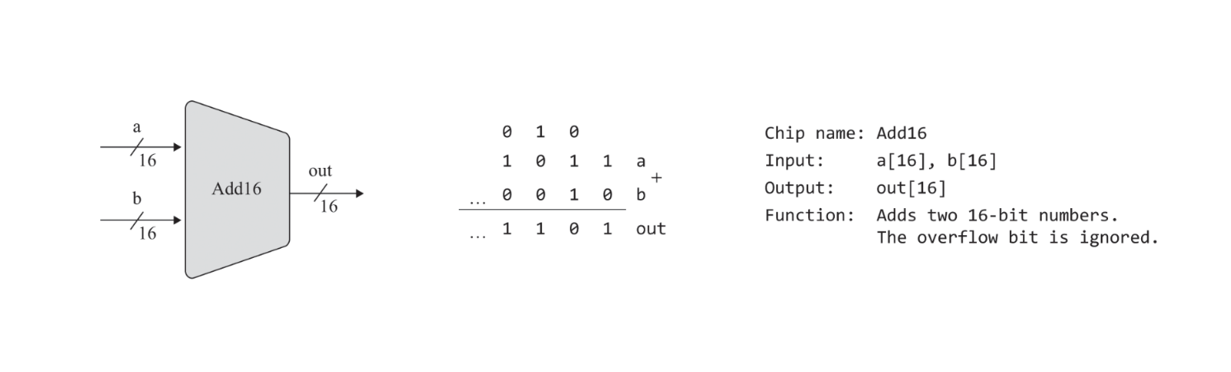 a
16
b
16
Add16
out
16
0 1 0
1 0 1 1 a
+
... 0 0 1 0 b
... 1 1 0 1 out
Chip name: Add16
Input: a[16], b[16]
Output: out[16]
Function: Adds two 16-bit numbers.
The overflow bit is ignored.